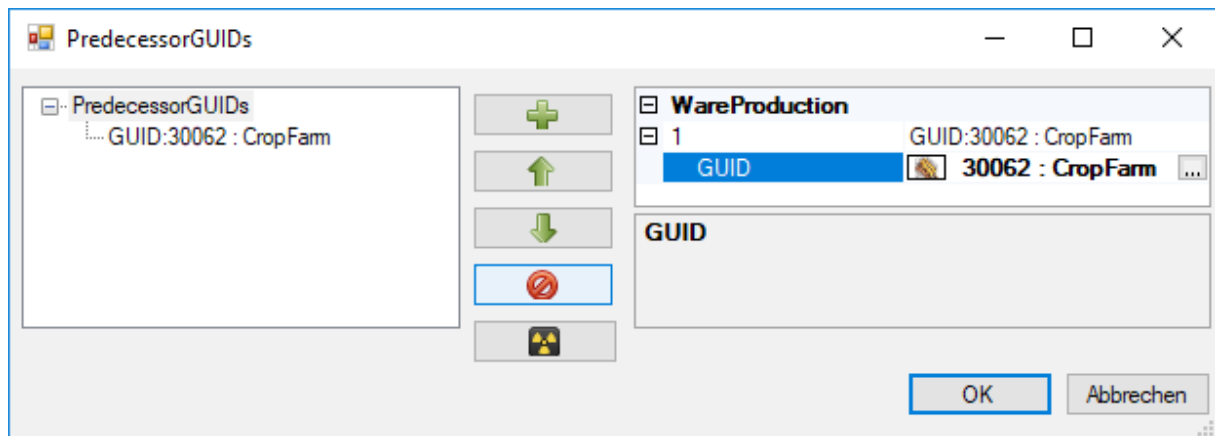 PredecessorGUIDs
PredecessorGUIDs
GUID:30062 : CropFarm
WareProduction
1 GUID:30062 : CropFarm
GUID 30062 : CropFarm ...
GUID
OK Abbrechen